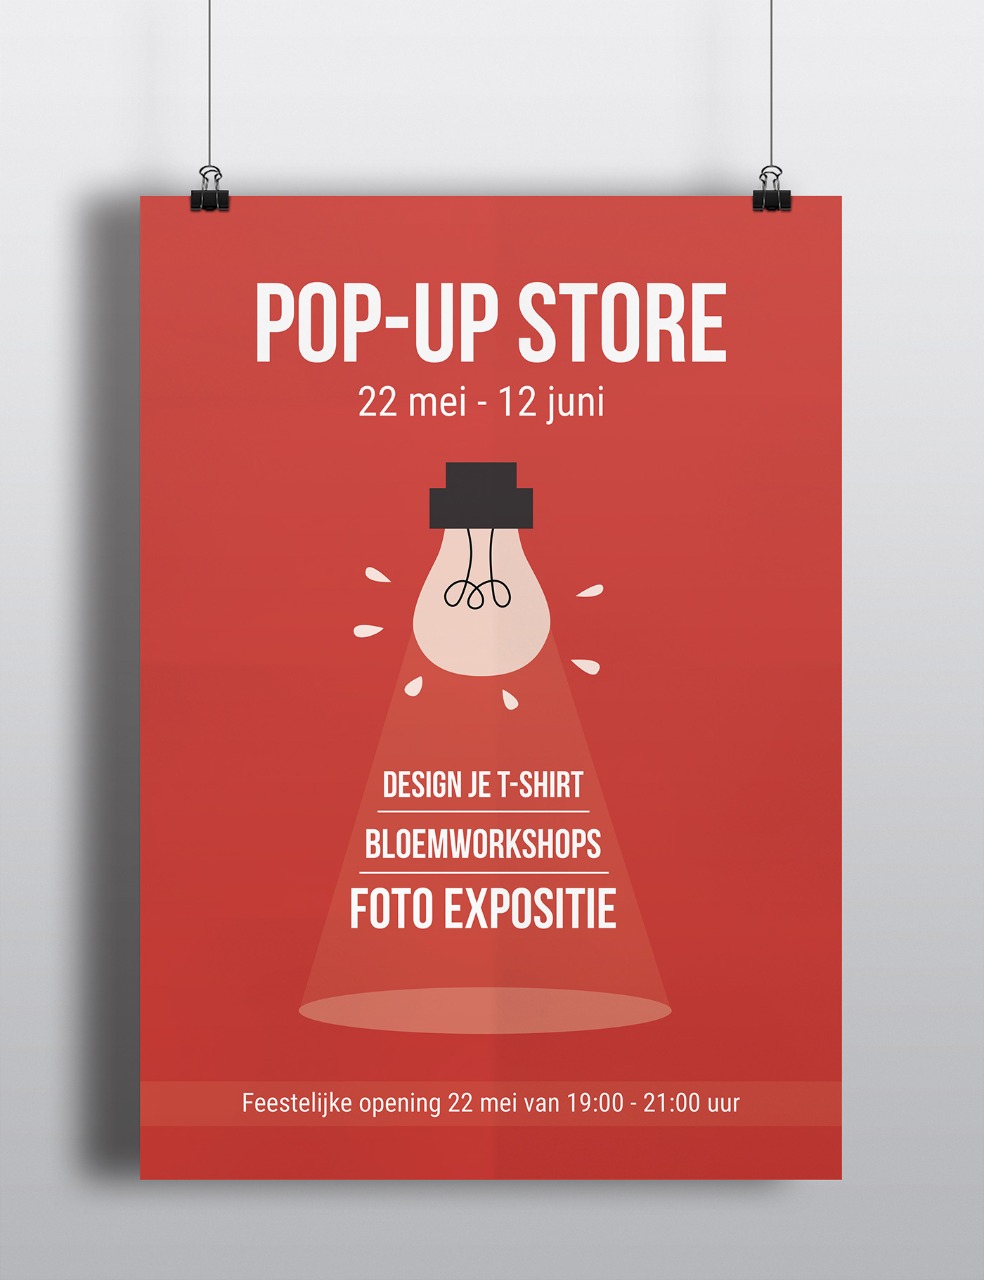 POP-UP STORE
22 mei - 12 juni
DESIGN JE T-SHIRT
BLOEMWORKSHOPS
FOTO EXPOSITIE
Feestelijke opening 22 mei van 19:00 - 21:00 uur